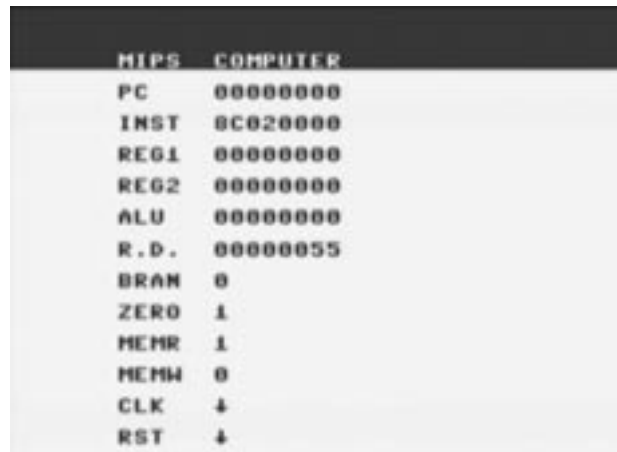 MIPS COMPUTER
PC 00000000
INST 8C020000
REG1 00000000
REG2 00000000
ALU 00000000
R.D. 00000055
BRAN 0
ZERO 1
MEMR 1
MEMW 0
CLK ↓
RST ↓